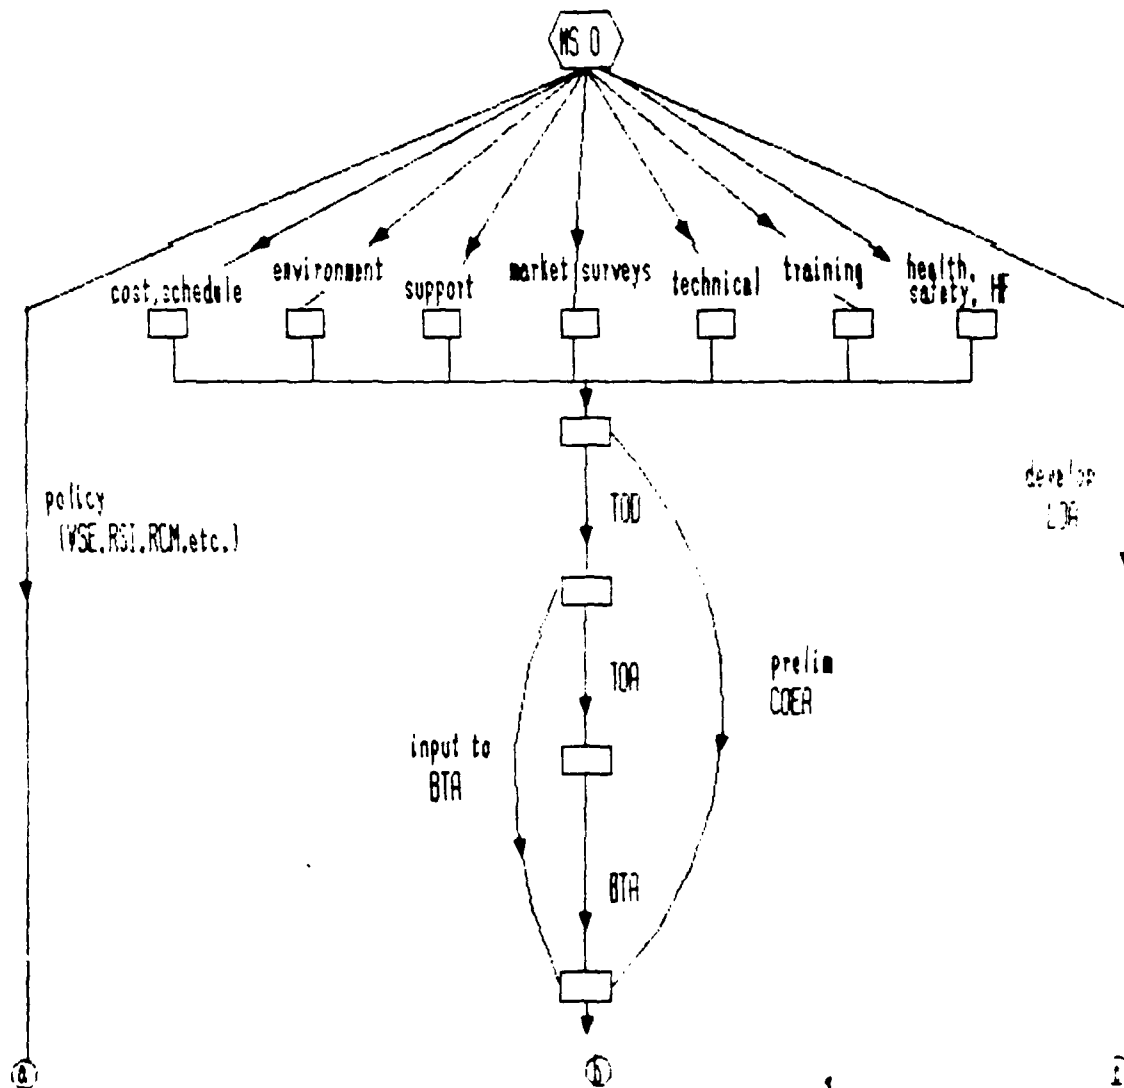 MS 0
cost,schedule
environment
support
market surveys
technical
training
health,
safety, HF
policy
(VSE,RSI,RCM,etc.)
TOD
develop
LOA
TOA
prelim
COEA
input to
BTA
BTA
a
b